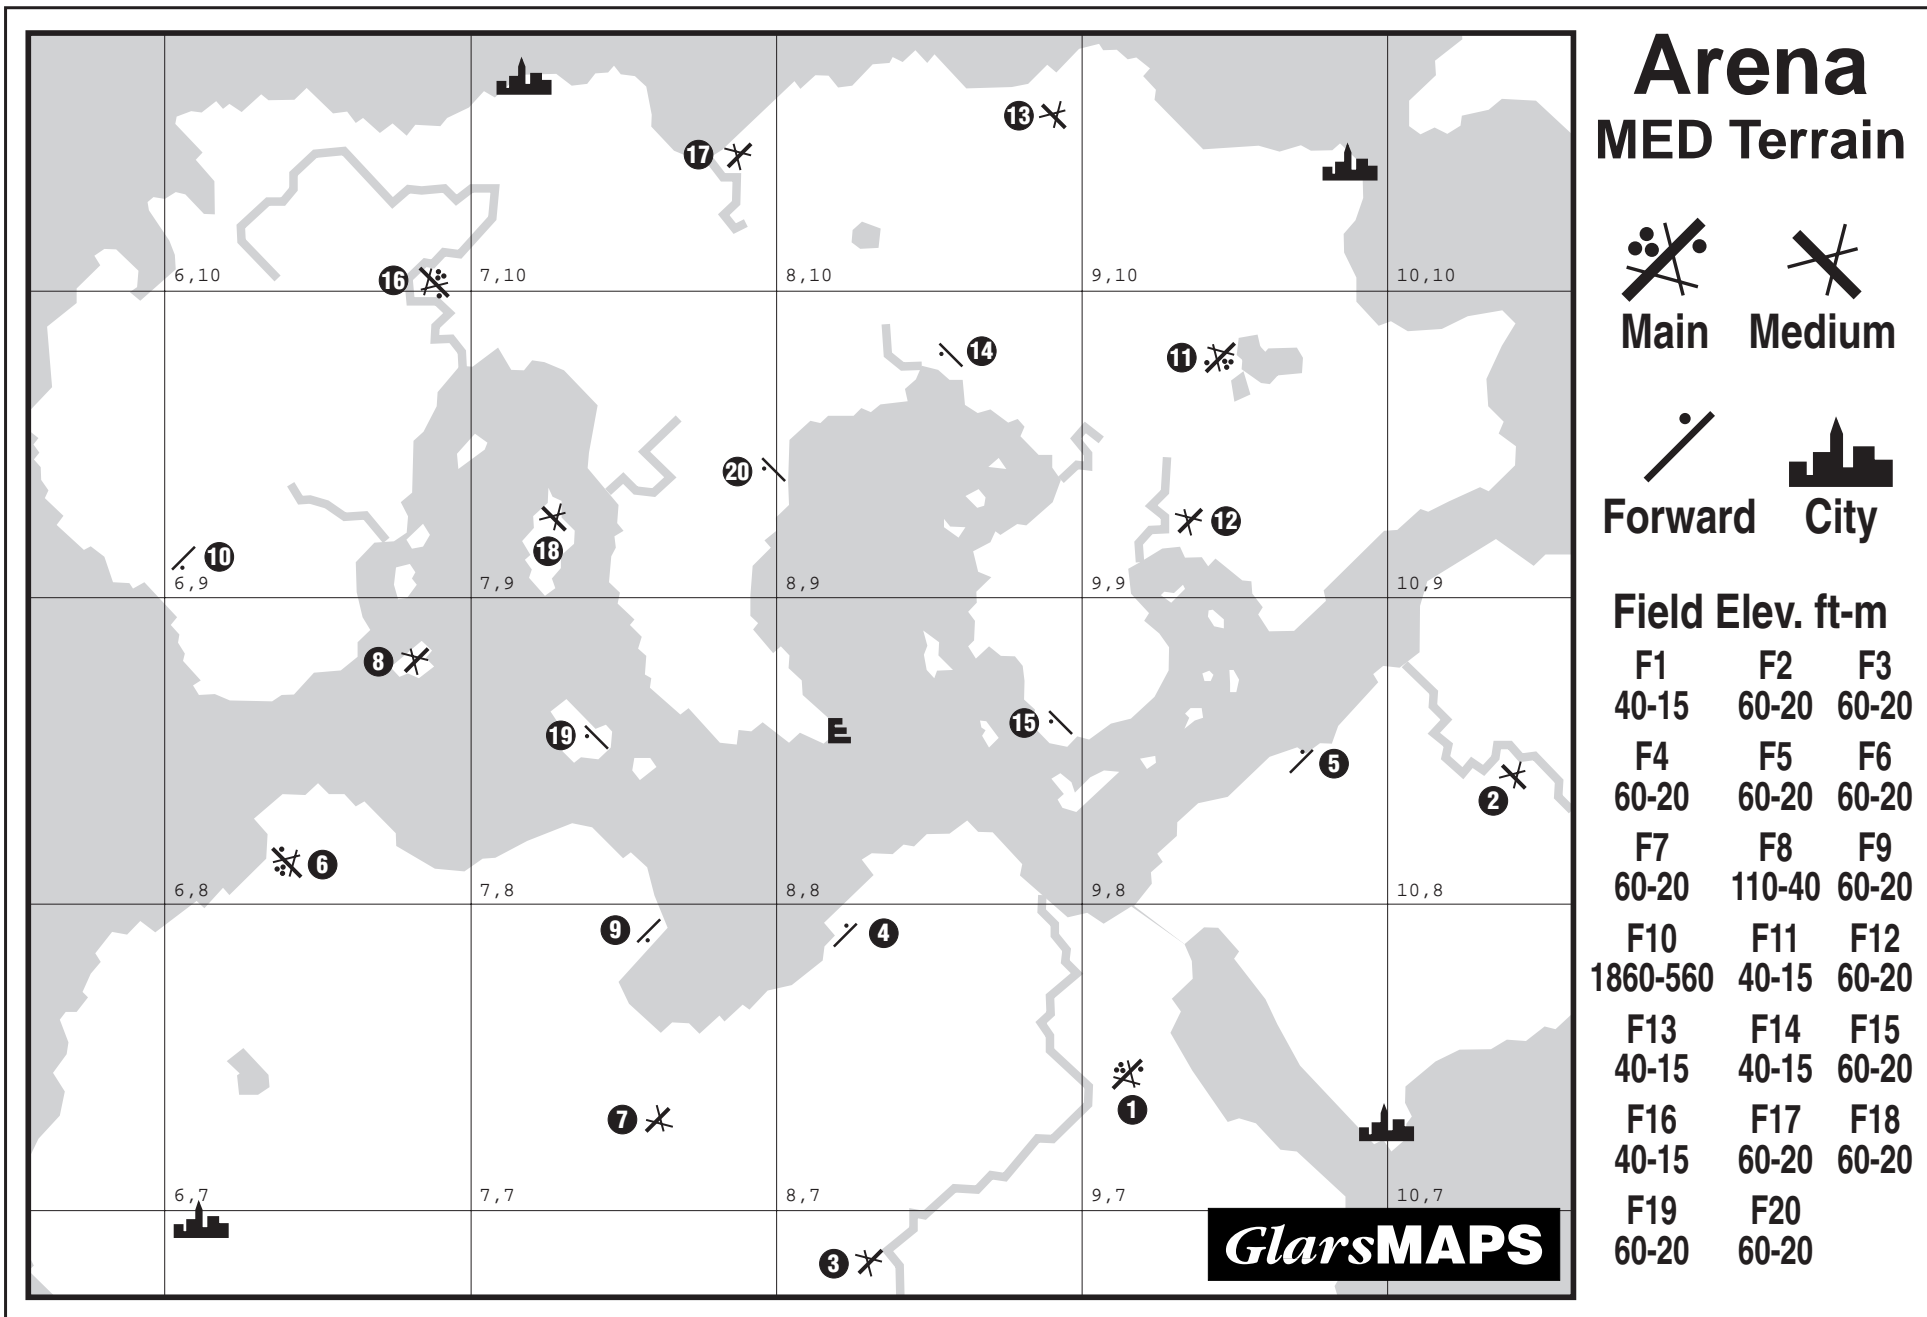 Arena
MED Terrain
13
17
6,10
16
7,10
8,10
9,10
10,10
Main Medium
14
11
20
12
18
10
6,9
7,9
8,9
9,9
10,9
Forward City
8
19
E
15
5
2
6
6,8
7,8
8,8
9,8
10,8
9
4
1
7
6,7
7,7
8,7
9,7
10,7
3
GlarsMAPS
Field Elev. ft-m
F1 F2 F3
40-15 60-20 60-20
F4 F5 F6
60-20 60-20 60-20
F7 F8 F9
60-20 110-40 60-20
F10 F11 F12
1860-560 40-15 60-20
F13 F14 F15
40-15 40-15 60-20
F16 F17 F18
40-15 60-20 60-20
F19 F20
60-20 60-20